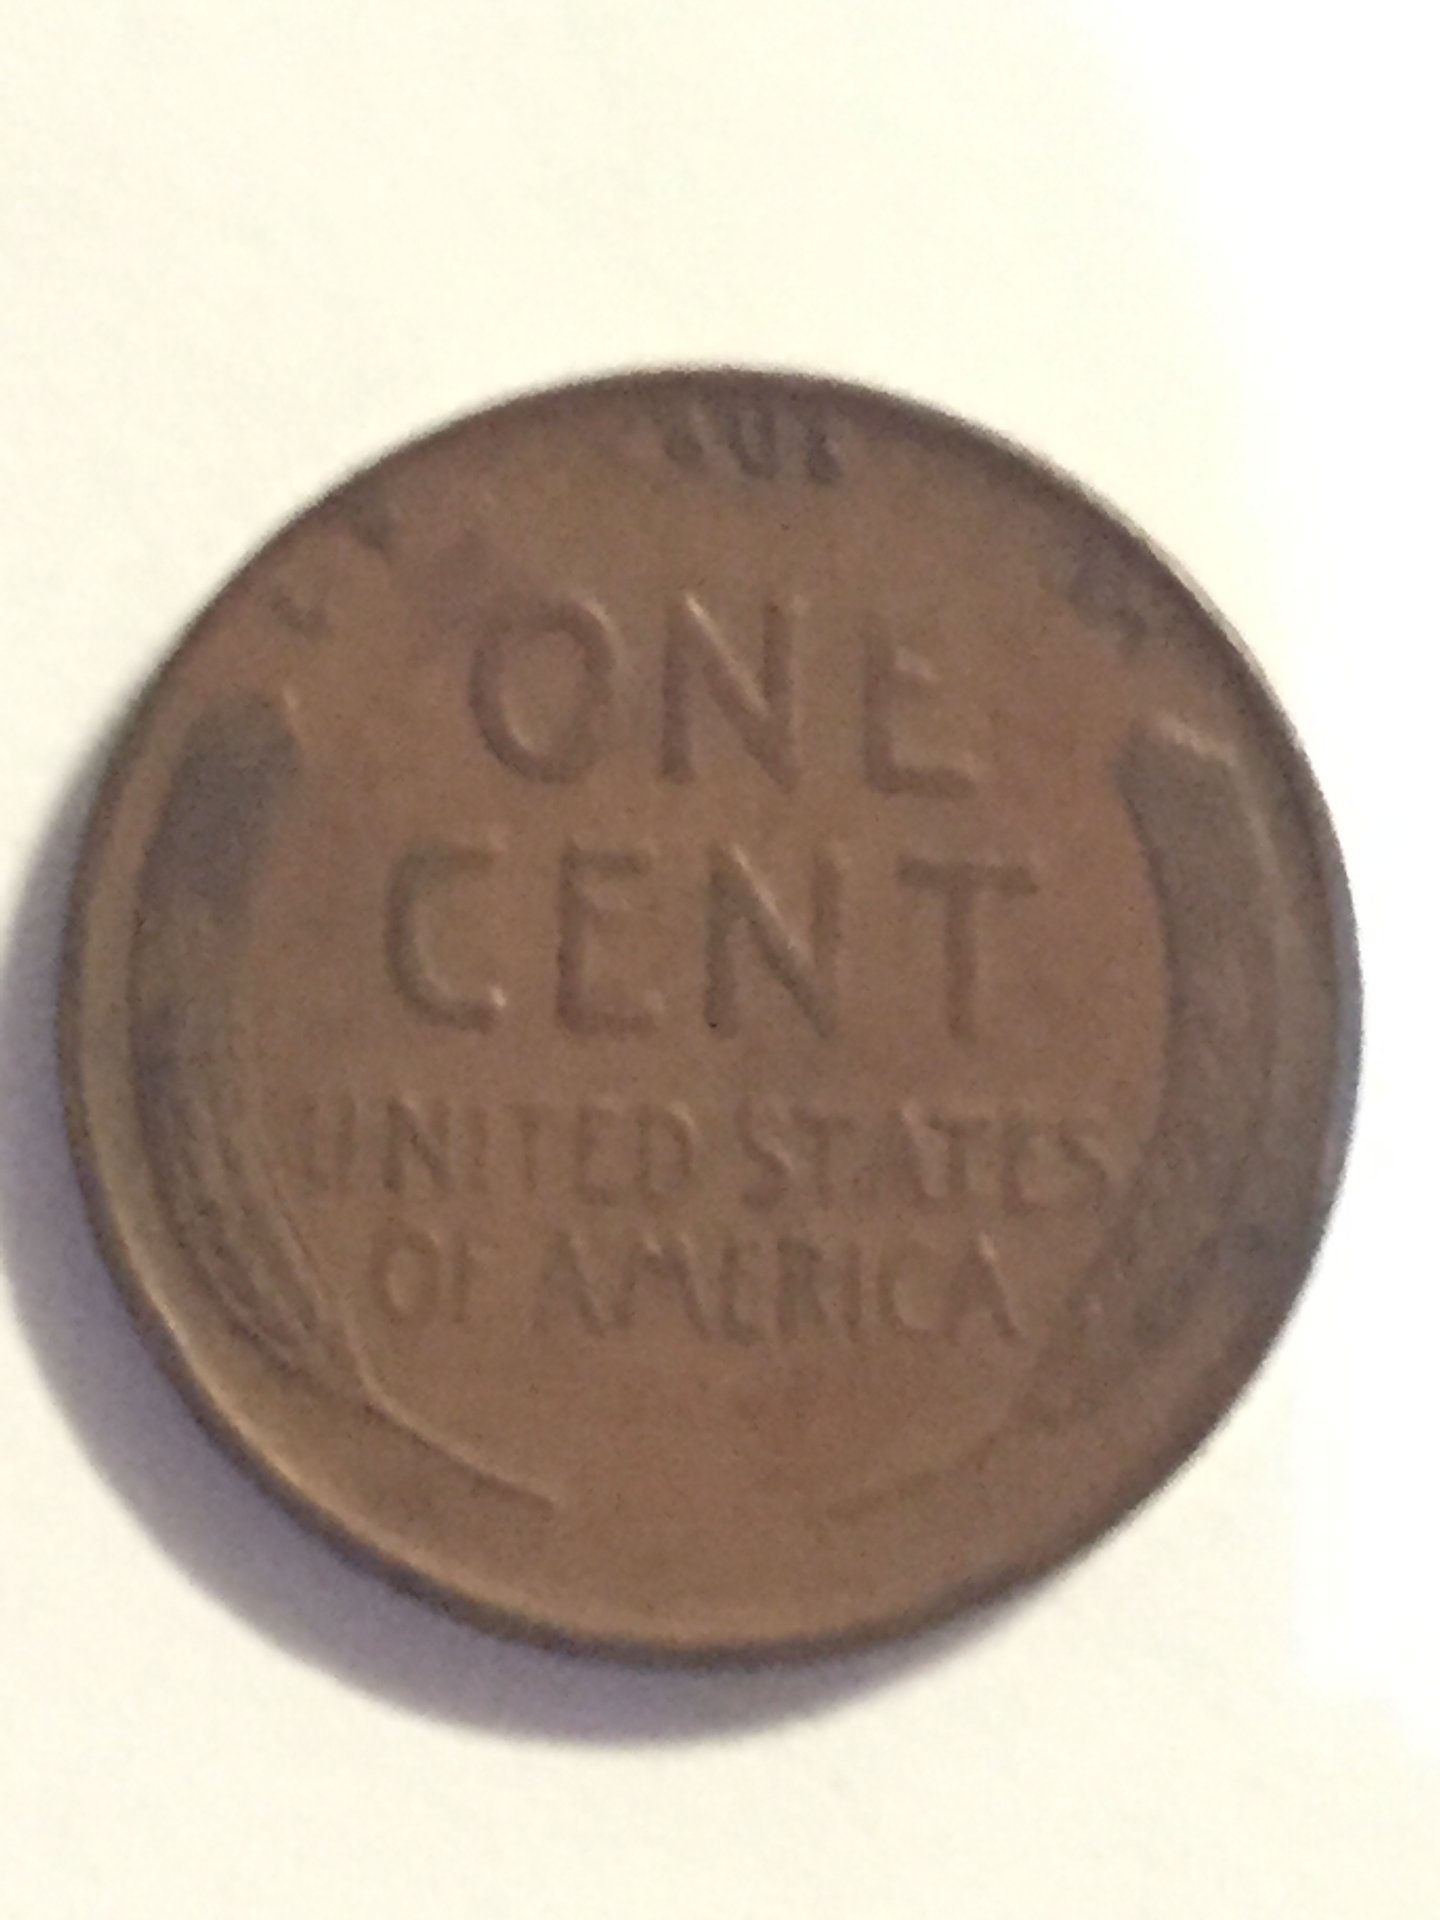 ONE
CENT
UNITED STATES
OF AMERICA